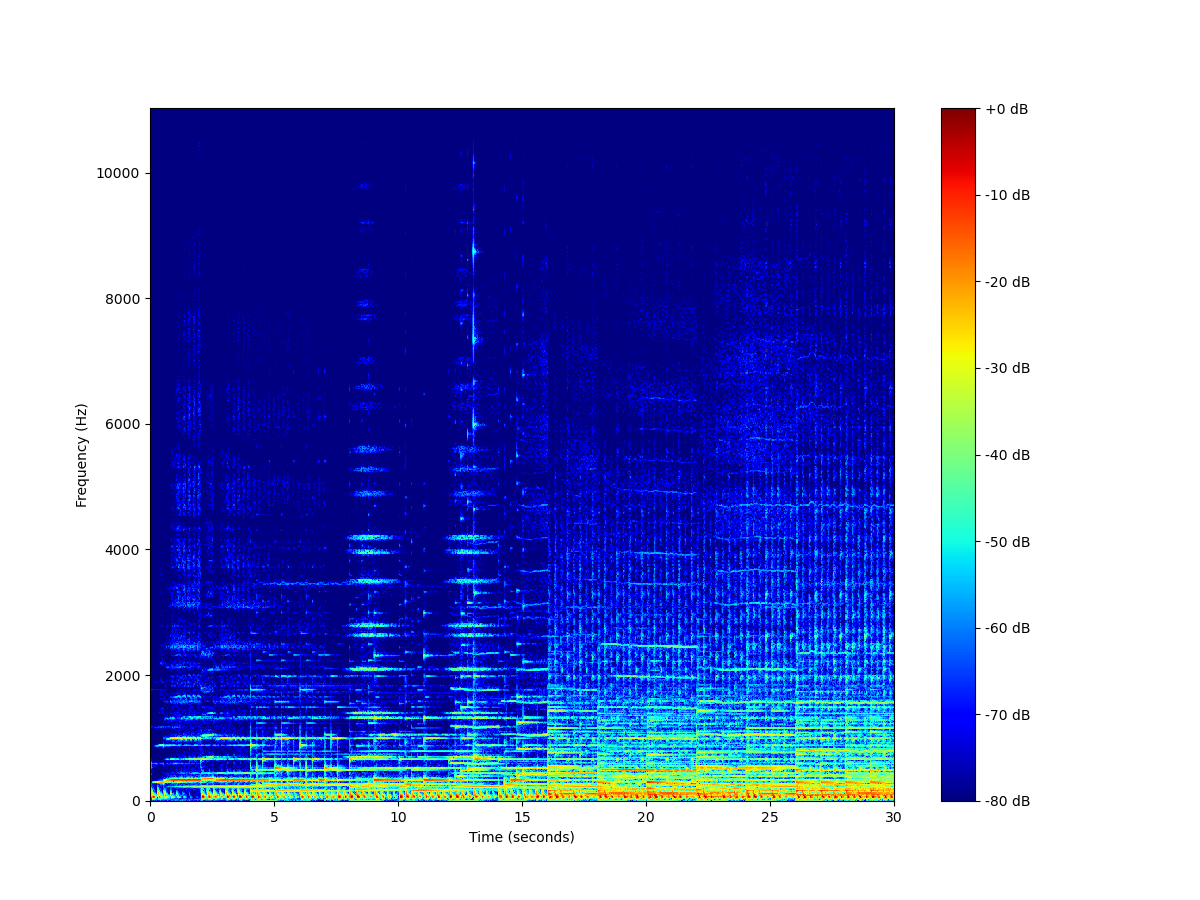 +0 dB
10000
-10 dB
-20 dB
8000
-30 dB
Frequency (Hz)
6000
-40 dB
-50 dB
4000
-60 dB
2000
-70 dB
0
-80 dB
0 5 10 15 20 25 30
Time (seconds)